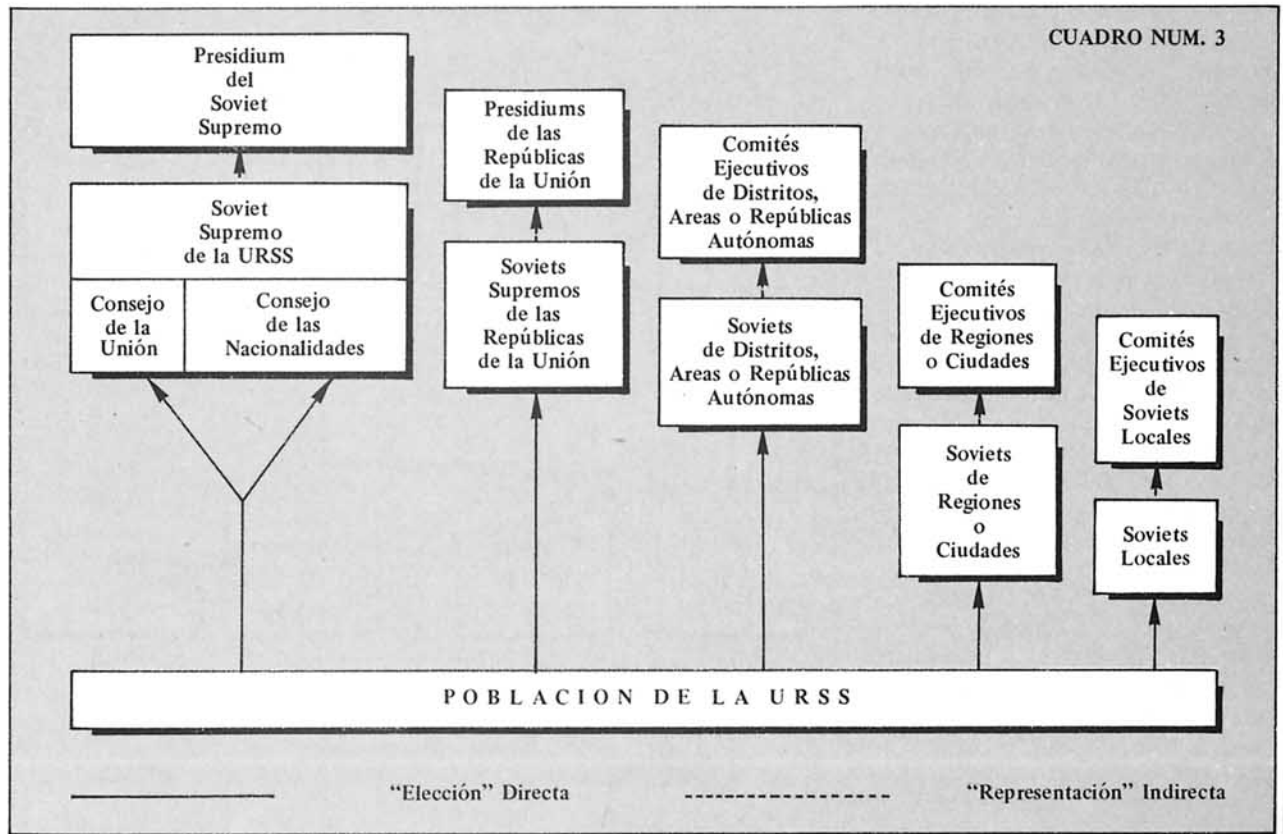 CUADRO NUM. 3
Presidium
del
Soviet
Supremo
Soviet
Supremo
de la URSS
Consejo
de la
Unión
Consejo
de las
Nacionalidades
Presidiums
de las
Repúblicas
de la Unión
Soviets
Supremos
de las
Repúblicas
de la Unión
Comités
Ejecutivos
de Distritos,
Areas o Repúblicas
Autónomas
Soviets
de Distritos,
Areas o Repúblicas
Autónomas
Comités
Ejecutivos
de Regiones
o Ciudades
Soviets
de
Regiones
o
Ciudades
Comités
Ejecutivos
de
Soviets
Locales
Soviets
Locales
POBLACION DE LA URSS
"Elección" Directa
"Representación" Indirecta